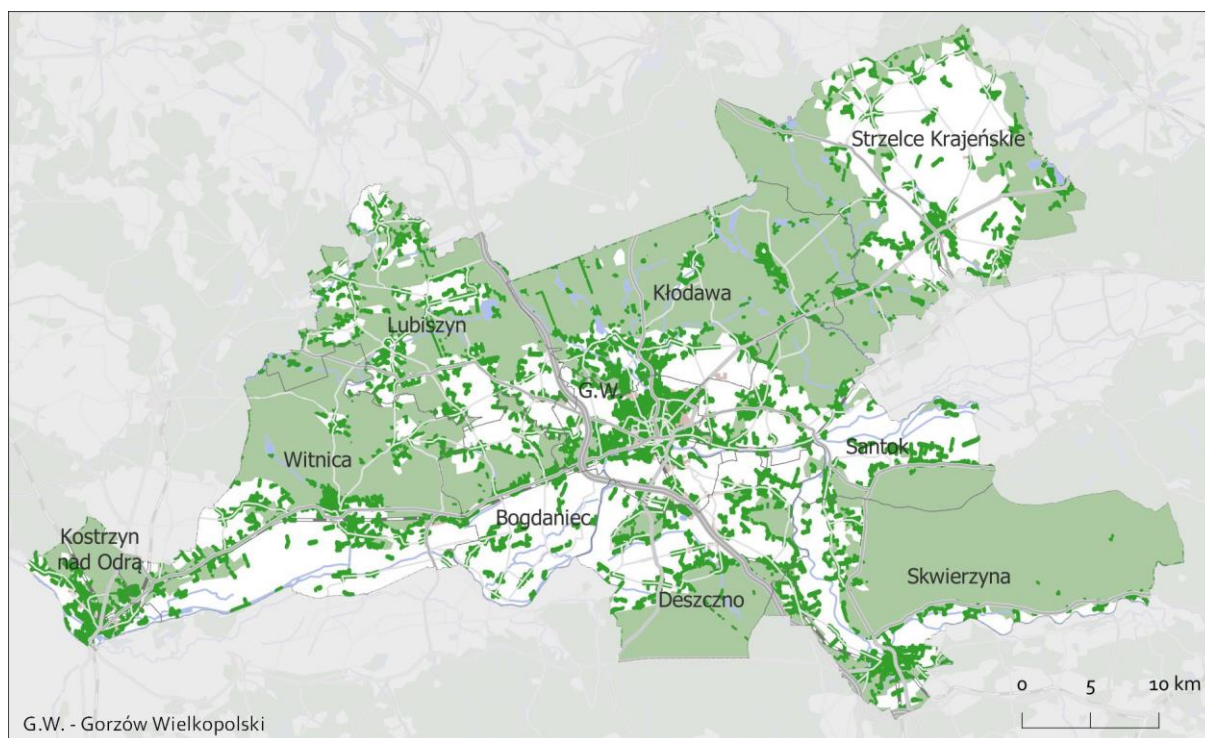 Strzelce Krajeńskie
Kłodawa
Lubiszyn
G.W.
Santok
Witnica
Bogdaniec
Kostrzyn
nad Odrą
Skwierzyna
Deszczno
0 5 10 km
G.W. - Gorzów Wielkopolski